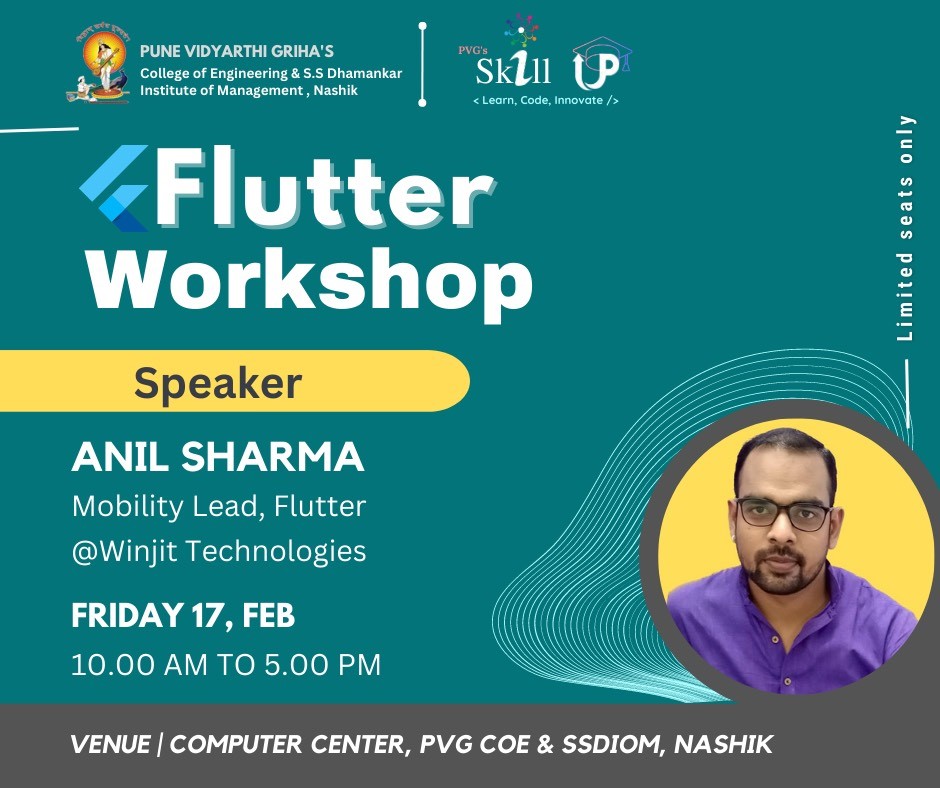 PUNE VIDYARTHI GRIHA'S
College of Engineering & S.S Dhamankar
Institute of Management , Nashik
PVG's
Skill UP
< Learn, Code, Innovate />
Limited seats only
Flutter
Workshop
Speaker
ANIL SHARMA
Mobility Lead, Flutter
@Winjit Technologies
FRIDAY 17, FEB
10.00 AM TO 5.00 PM
VENUE | COMPUTER CENTER, PVG COE & SSDIOM, NASHIK